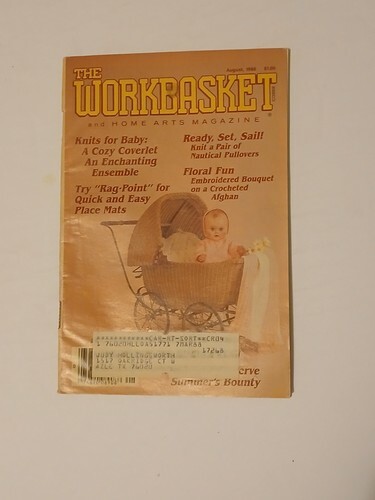 THE
WORKBASKET
and HOME ARTS MAGAZINE
Knits for Baby:
A Cozy Coverlet
An Enchanting
Ensemble
Try "Rag-Point" for
Quick and Easy
Place Mats
Ready, Set, Sail!
Knit a Pair of
Nautical Pullovers
Floral Fun
Embroidered Bouquet
on a Crocheted
Afghan
erve
Summer's Bounty